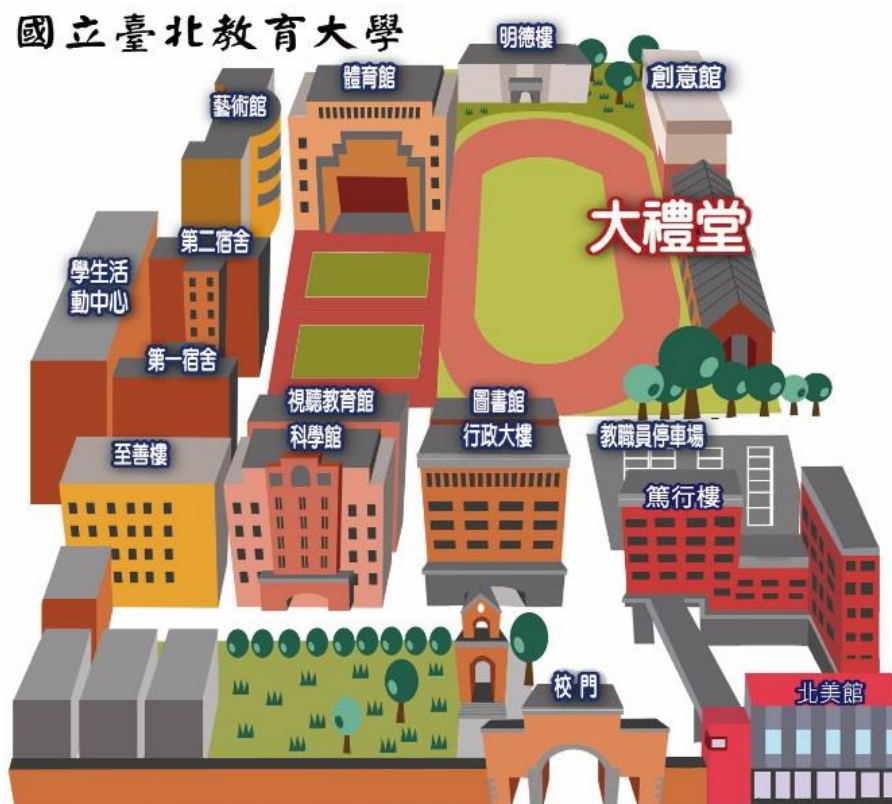 國立臺北教育大學
明德樓
體育館
創意館
藝術館
大禮堂
第二宿舍
學生活
動中心
第一宿舍
視聽教育館
圖書館
科學館
行政大樓
教職員停車場
至善樓
篤行樓
校門
北美館